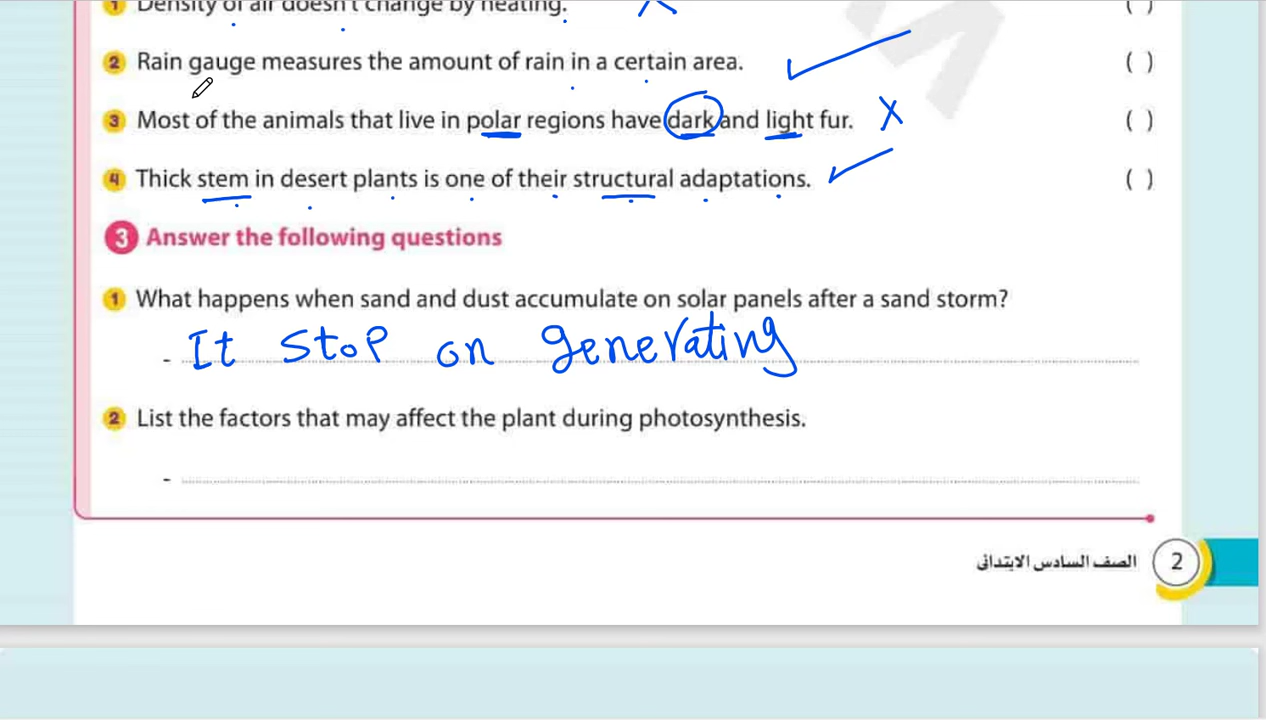 1 Density of air doesn't change by heating. X ( )
2 Rain gauge measures the amount of rain in a certain area. ✓ ( )
3 Most of the animals that live in polar regions have dark and light fur. X ( )
4 Thick stem in desert plants is one of their structural adaptations. ✓ ( )
3 Answer the following questions
1 What happens when sand and dust accumulate on solar panels after a sand storm?
- It stop on generating
2 List the factors that may affect the plant during photosynthesis.
-
الصف السادس الابتدائى 2